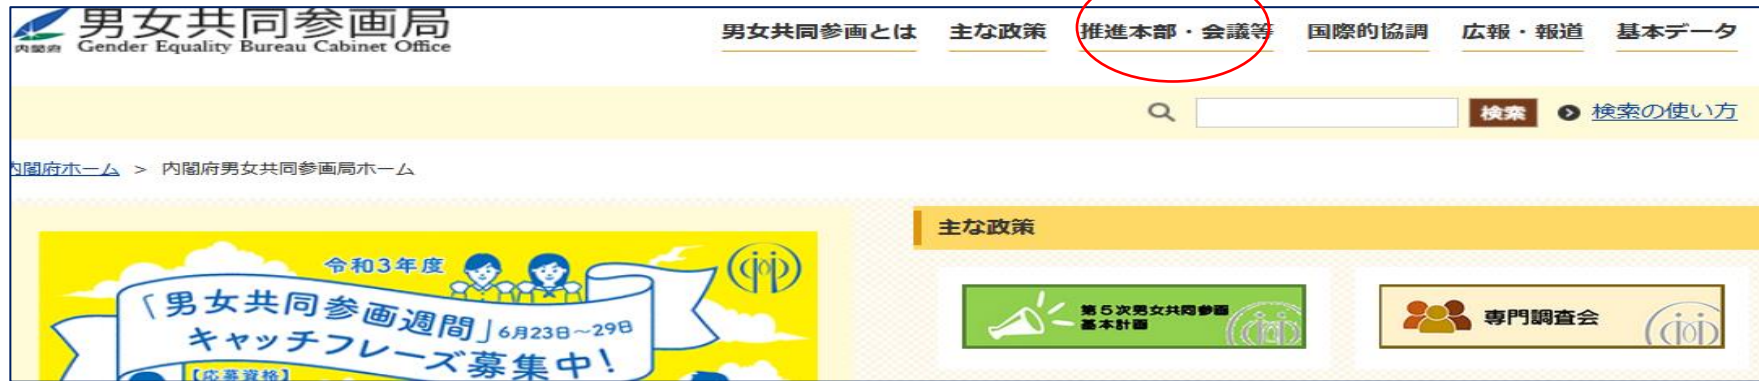 男女共同参画局
内閣府 Gender Equality Bureau Cabinet Office
男女共同参画とは 主な政策 推進本部・会議等 国際的協調 広報・報道 基本データ
検索 検索の使い方
内閣府ホーム > 内閣府男女共同参画局ホーム
令和3年度
「男女共同参画週間」6月23日~29日
キャッチフレーズ募集中!
【応募資格】
主な政策
第5次男女共同参画
基本計画
専門調査会